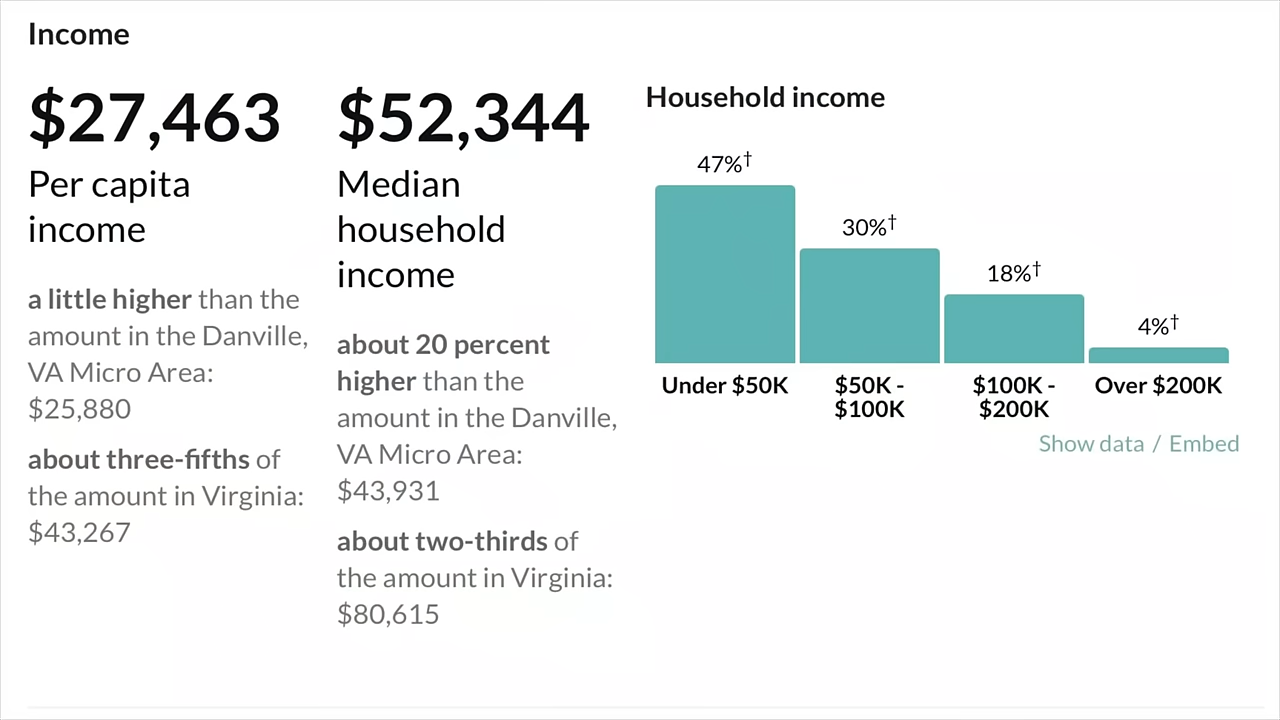 Income
$27,463
Per capita
income
a little higher than the
amount in the Danville,
VA Micro Area:
$25,880
about three-fifths of
the amount in Virginia:
$43,267
$52,344
Median
household
income
about 20 percent
higher than the
amount in the Danville,
VA Micro Area:
$43,931
about two-thirds of
the amount in Virginia:
$80,615
Household income
47%†
30%†
18%†
4%†
Under $50K
$50K -
$100K
$100K -
$200K
Over $200K
Show data / Embed